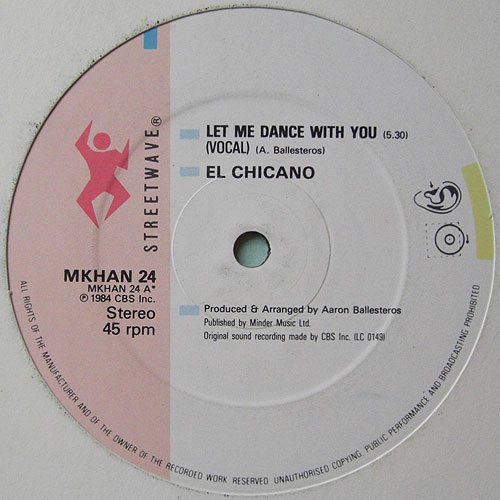 STREETWAVE®
LET ME DANCE WITH YOU (5.30)
(VOCAL) (A. Ballesteros)
EL CHICANO
MKHAN 24
MKHAN 24 A*
℗ 1984 CBS Inc.
Stereo
45 rpm
Produced & Arranged by Aaron Ballesteros
Published by Minder Music Ltd.
Original sound recording made by CBS Inc. (LC 0149)
ALL RIGHTS OF THE MANUFACTURER AND OF THE OWNER OF THE RECORDED WORK RESERVED UNAUTHORISED COPYING, PUBLIC PERFORMANCE AND BROADCASTING PROHIBITED